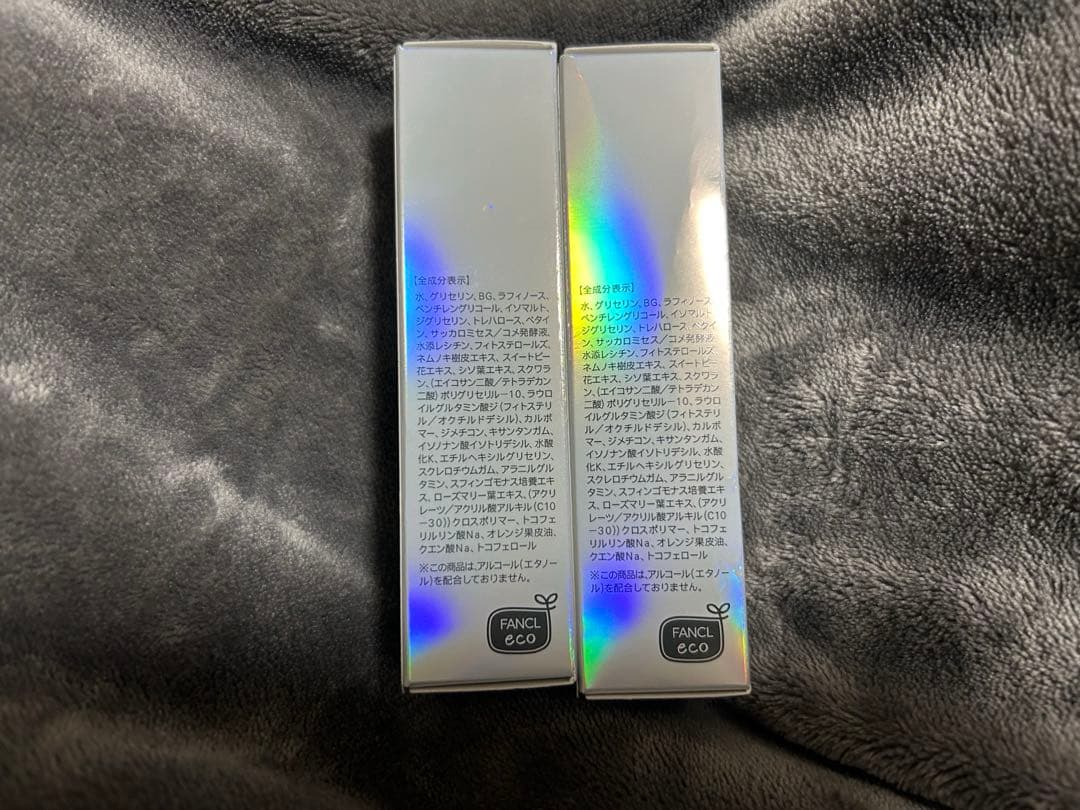 【全成分表示】
水、グリセリン、BG、ラフィノース、
ペンチレングリコール、イソマルト、
ジグリセリン、トレハロース、ベタイ
ン、サッカロミセス/コメ発酵液、
水添レシチン、フィトステロールズ、
ネムノキ樹皮エキス、スイートピー
花エキス、シソ葉エキス、スクワラ
ン、(エイコサン二酸/テトラデカン
二酸)ポリグリセリル-10、ラウロ
イルグルタミン酸ジ(フィトステリ
ル/オクチルドデシル)、カルボ
マー、ジメチコン、キサンタンガム、
イソノナン酸イソトリデシル、水酸
化K、エチルヘキシルグリセリン、
スクレロチウムガム、アラニルグル
タミン、スフィンゴモナス培養エキ
ス、ローズマリー葉エキス、(アクリ
レーツ/アクリル酸アルキル(C10
-30))クロスポリマー、トコフェ
リルリン酸Na、オレンジ果皮油、
クエン酸Na、トコフェロール
※この商品は、アルコール(エタノー
ル)を配合しておりません。
FANCL
eco
【全成分表示】
水、グリセリン、BG、ラフィノース、
ペンチレングリコール、イソマルト、
ジグリセリン、トレハロース、ベタイ
ン、サッカロミセス/コメ発酵液、
水添レシチン、フィトステロールズ、
ネムノキ樹皮エキス、スイートピー
花エキス、シソ葉エキス、スクワラ
ン、(エイコサン二酸/テトラデカン
二酸)ポリグリセリル-10、ラウロ
イルグルタミン酸ジ(フィトステリ
ル/オクチルドデシル)、カルボ
マー、ジメチコン、キサンタンガム、
イソノナン酸イソトリデシル、水酸
化K、エチルヘキシルグリセリン、
スクレロチウムガム、アラニルグル
タミン、スフィンゴモナス培養エキ
ス、ローズマリー葉エキス、(アクリ
レーツ/アクリル酸アルキル(C10
-30))クロスポリマー、トコフェ
リルリン酸Na、オレンジ果皮油、
クエン酸Na、トコフェロール
※この商品は、アルコール(エタノー
ル)を配合しておりません。
FANCL
eco